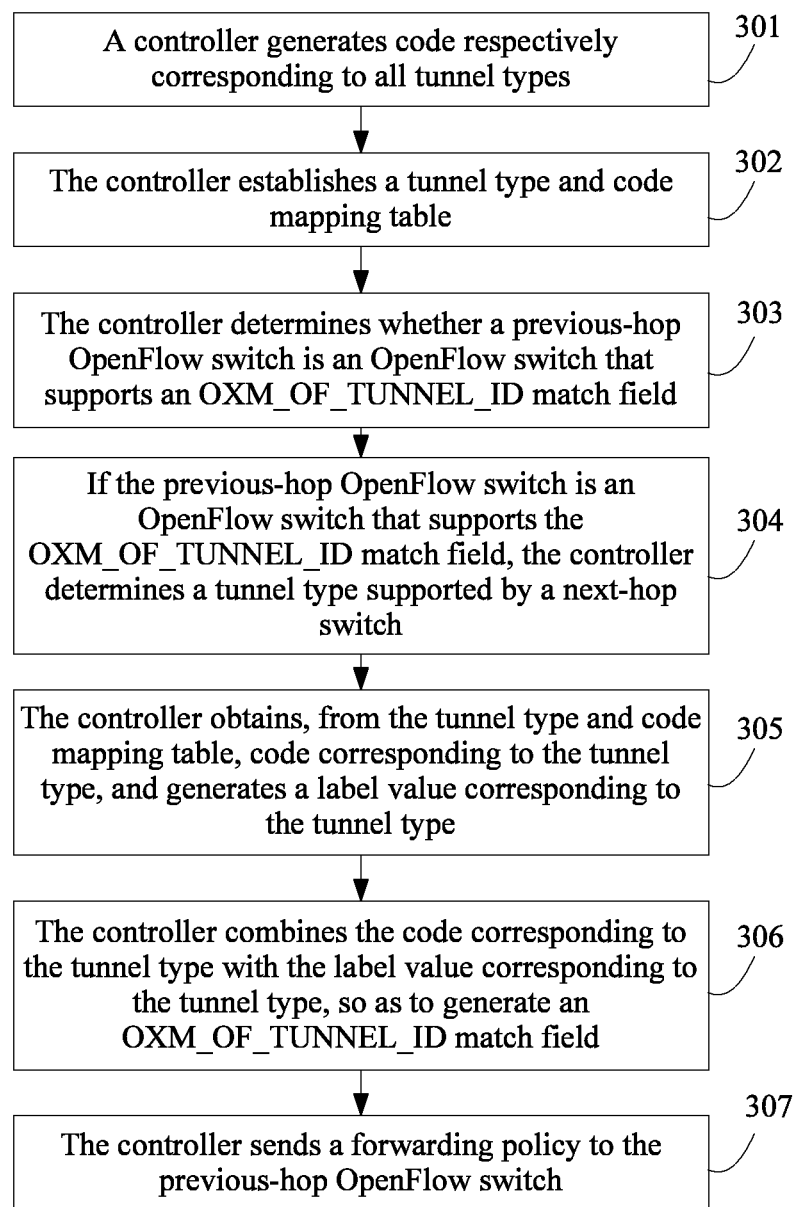 A controller generates code respectively
corresponding to all tunnel types
301
The controller establishes a tunnel type and code
mapping table
302
The controller determines whether a previous-hop
OpenFlow switch is an OpenFlow switch that
supports an OXM_OF_TUNNEL_ID match field
303
If the previous-hop OpenFlow switch is an
OpenFlow switch that supports the
OXM_OF_TUNNEL_ID match field, the controller
determines a tunnel type supported by a next-hop
switch
304
The controller obtains, from the tunnel type and code
mapping table, code corresponding to the tunnel
type, and generates a label value corresponding to
the tunnel type
305
The controller combines the code corresponding to
the tunnel type with the label value corresponding to
the tunnel type, so as to generate an
OXM_OF_TUNNEL_ID match field
306
The controller sends a forwarding policy to the
previous-hop OpenFlow switch
307